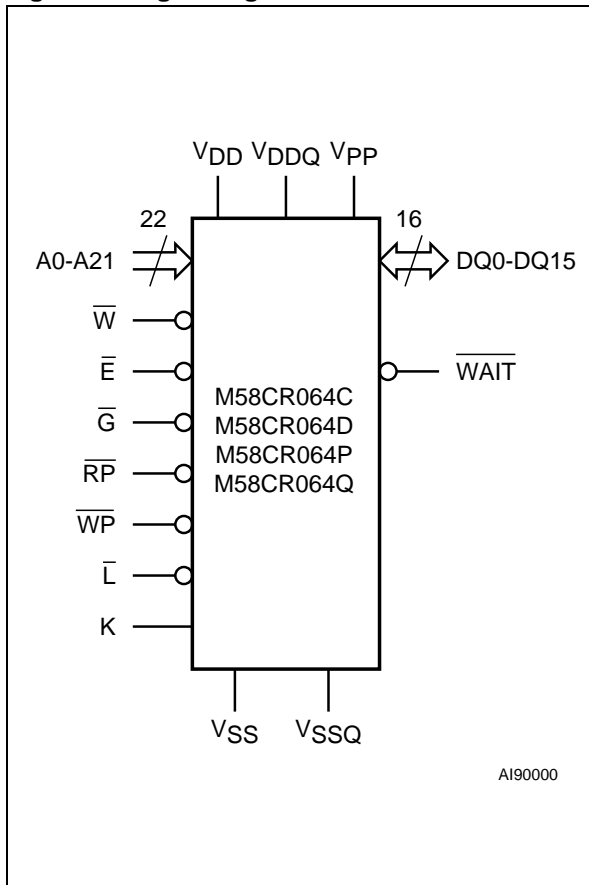 VDD VDDQ VPP
22
16
A0-A21
DQ0-DQ15
W̅
E̅
WAIT̅
G̅
RP̅
WP̅
L̅
K
M58CR064C
M58CR064D
M58CR064P
M58CR064Q
VSS VSSQ
AI90000